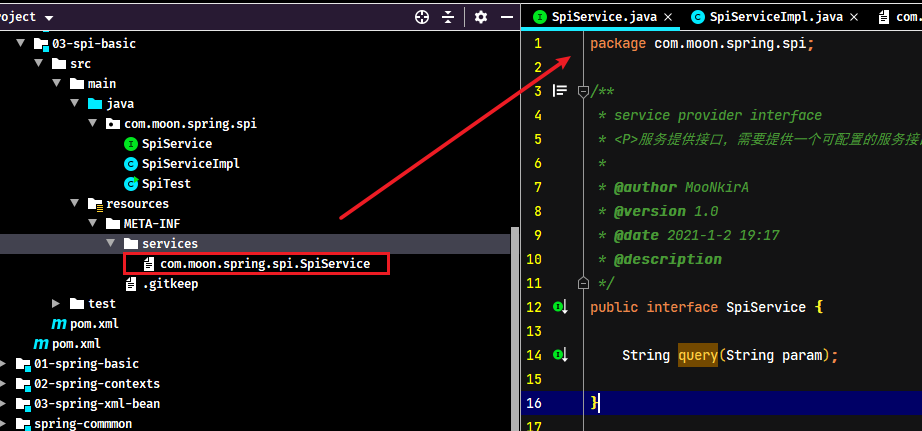 roject
03-spi-basic
src
main
java
com.moon.spring.spi
SpiService
SpiServiceImpl
SpiTest
resources
META-INF
services
com.moon.spring.spi.SpiService
.gitkeep
test
pom.xml
pom.xml
01-spring-basic
02-spring-contexts
03-spring-xml-bean
spring-commmon
SpiService.java
SpiServiceImpl.java
com.
1 package com.moon.spring.spi;
2
3 /**
4 * service provider interface
5 * <P>服务提供接口，需要提供一个可配置的服务接
6 *
7 * @author MooNkirA
8 * @version 1.0
9 * @date 2021-1-2 19:17
10 * @description
11 */
12 public interface SpiService {
13
14 String query(String param);
15
16 }
17